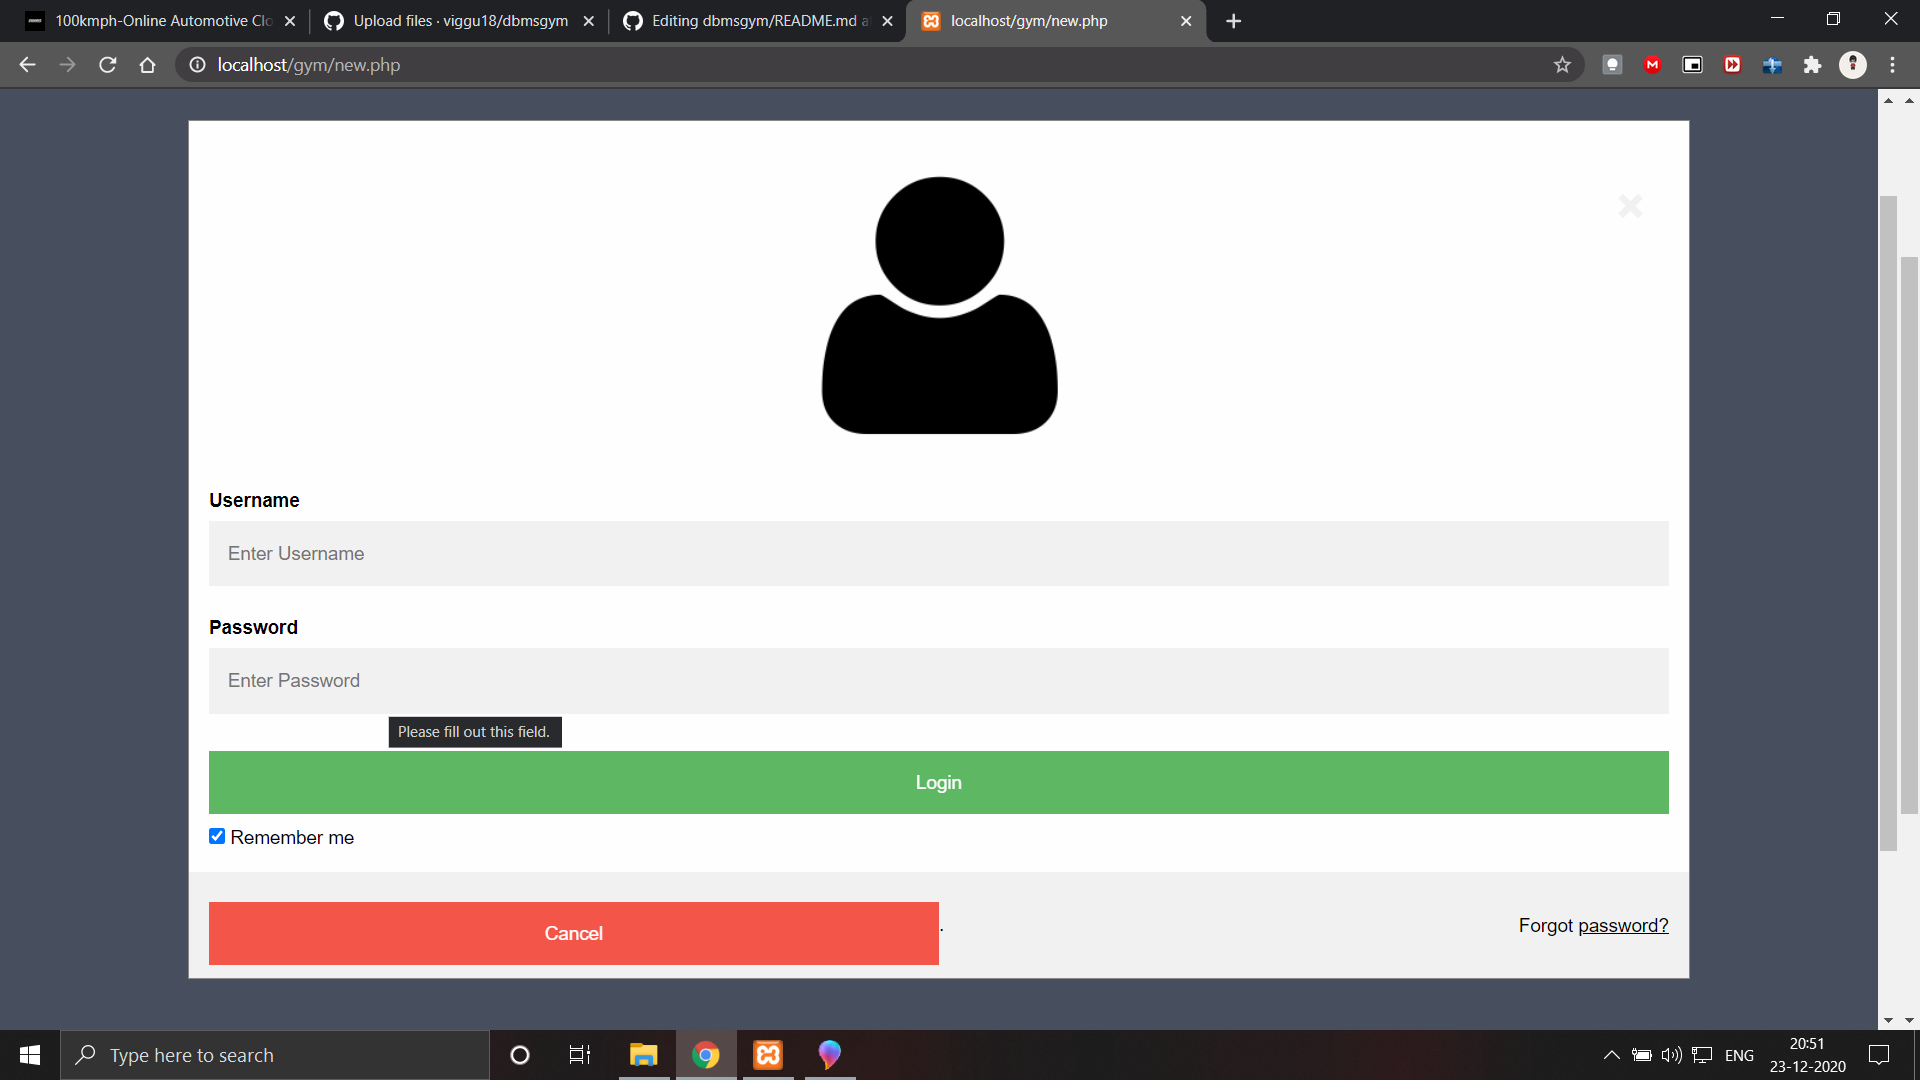 100kmph-Online Automotive Clo
Upload files · viggu18/dbmsgym
Editing dbmsgym/README.md a
localhost/gym/new.php
localhost/gym/new.php
Username
Enter Username
Password
Enter Password
Please fill out this field.
Login
Remember me
Cancel
.
Forgot password?
Type here to search
ENG
20:51
23-12-2020